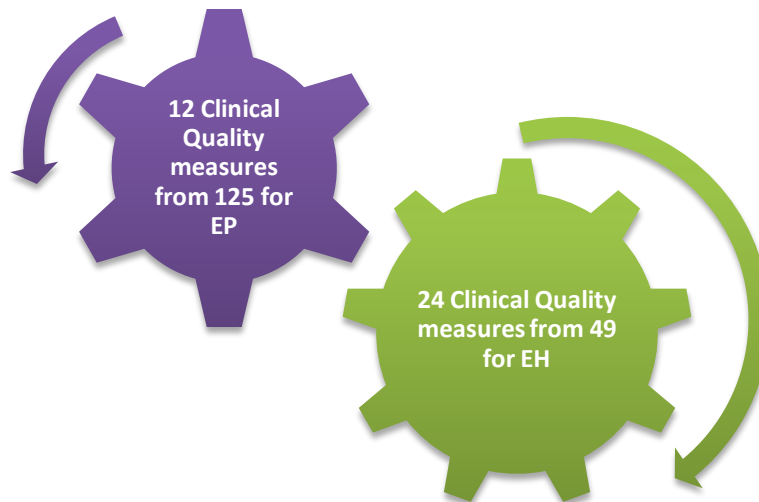 12 Clinical
Quality
measures
from 125 for
EP
24 Clinical Quality
measures from 49
for EH